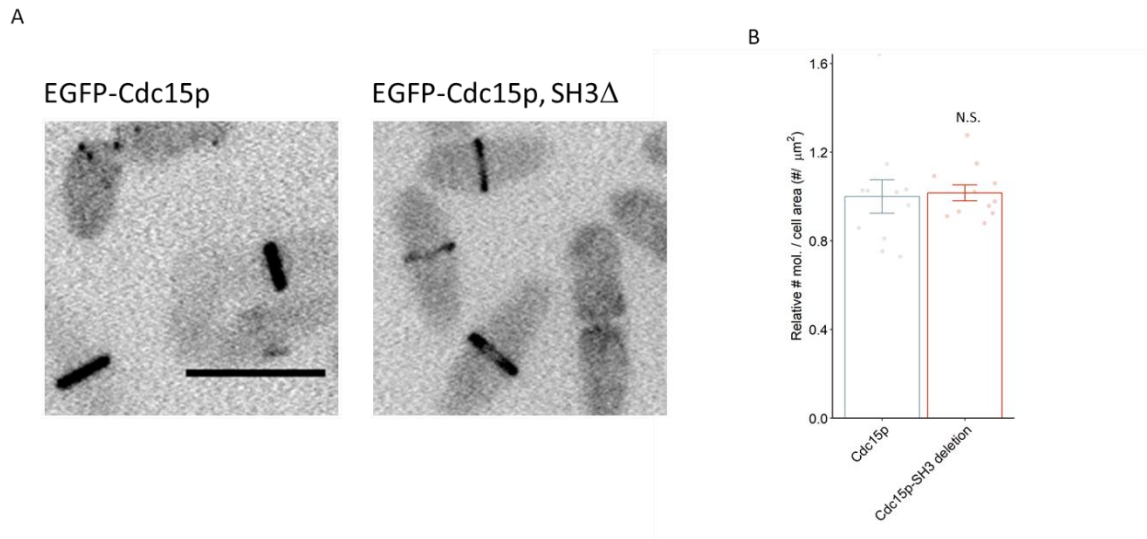 A
EGFP-Cdc15p
EGFP-Cdc15p, SH3Δ
B
Relative # mol. / cell area (#/ μm²)
1.6
1.2
0.8
0.4
0.0
N.S.
Cdc15p
Cdc15p-SH3 deletion